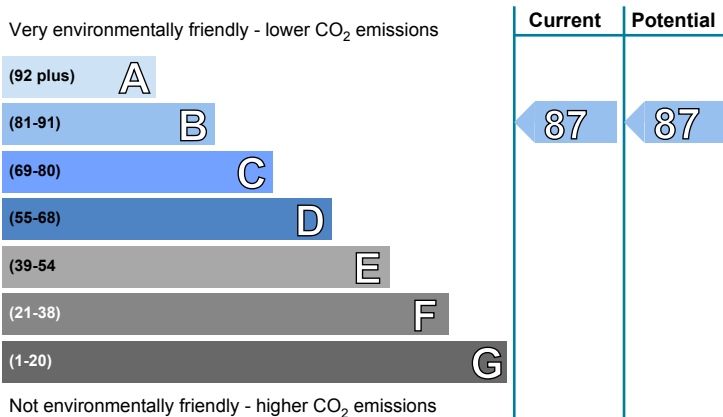 Very environmentally friendly - lower CO₂ emissions
Current
Potential
(92 plus) A
(81-91) B
87
87
(69-80) C
(55-68) D
(39-54 E
(21-38) F
(1-20) G
Not environmentally friendly - higher CO₂ emissions